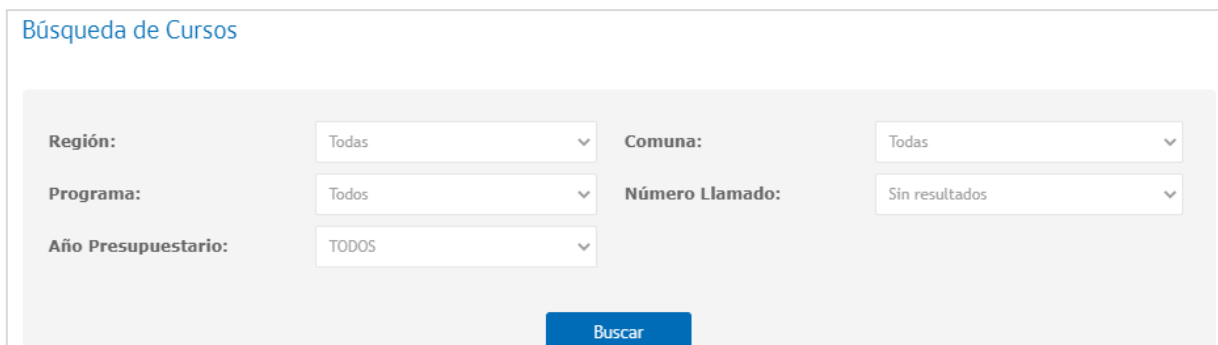 Búsqueda de Cursos
Región: Todas Comuna: Todas
Programa: Todos Número Llamado: Sin resultados
Año Presupuestario: TODOS
Buscar